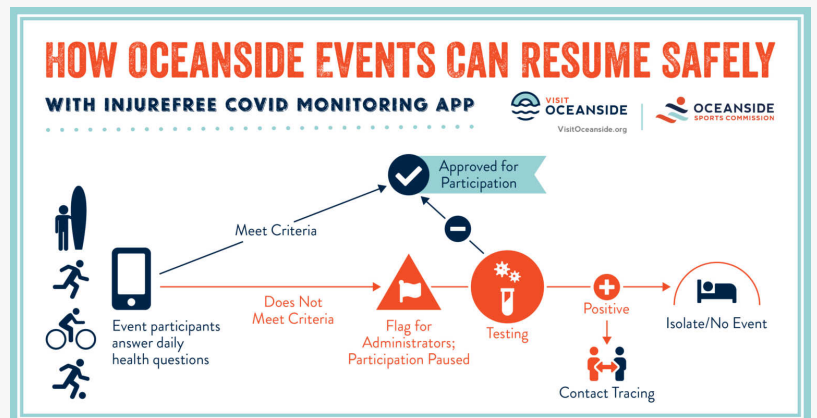 HOW OCEANSIDE EVENTS CAN RESUME SAFELY
WITH INJUREFREE COVID MONITORING APP
VISIT
OCEANSIDE
VisitOceanside.org
OCEANSIDE
SPORTS COMMISSION
Approved for
Participation
Meet Criteria
Does Not
Meet Criteria
Event participants
answer daily
health questions
Flag for
Administrators;
Participation Paused
Testing
Positive
Isolate/No Event
Contact Tracing